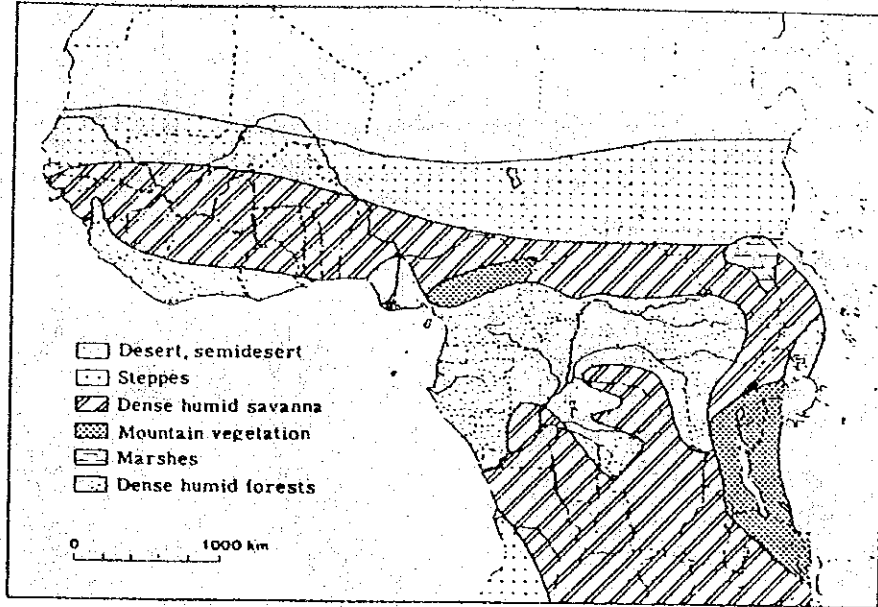 Desert, semidesert
Steppes
Dense humid savanna
Mountain vegetation
Marshes
Dense humid forests
0 1000 km